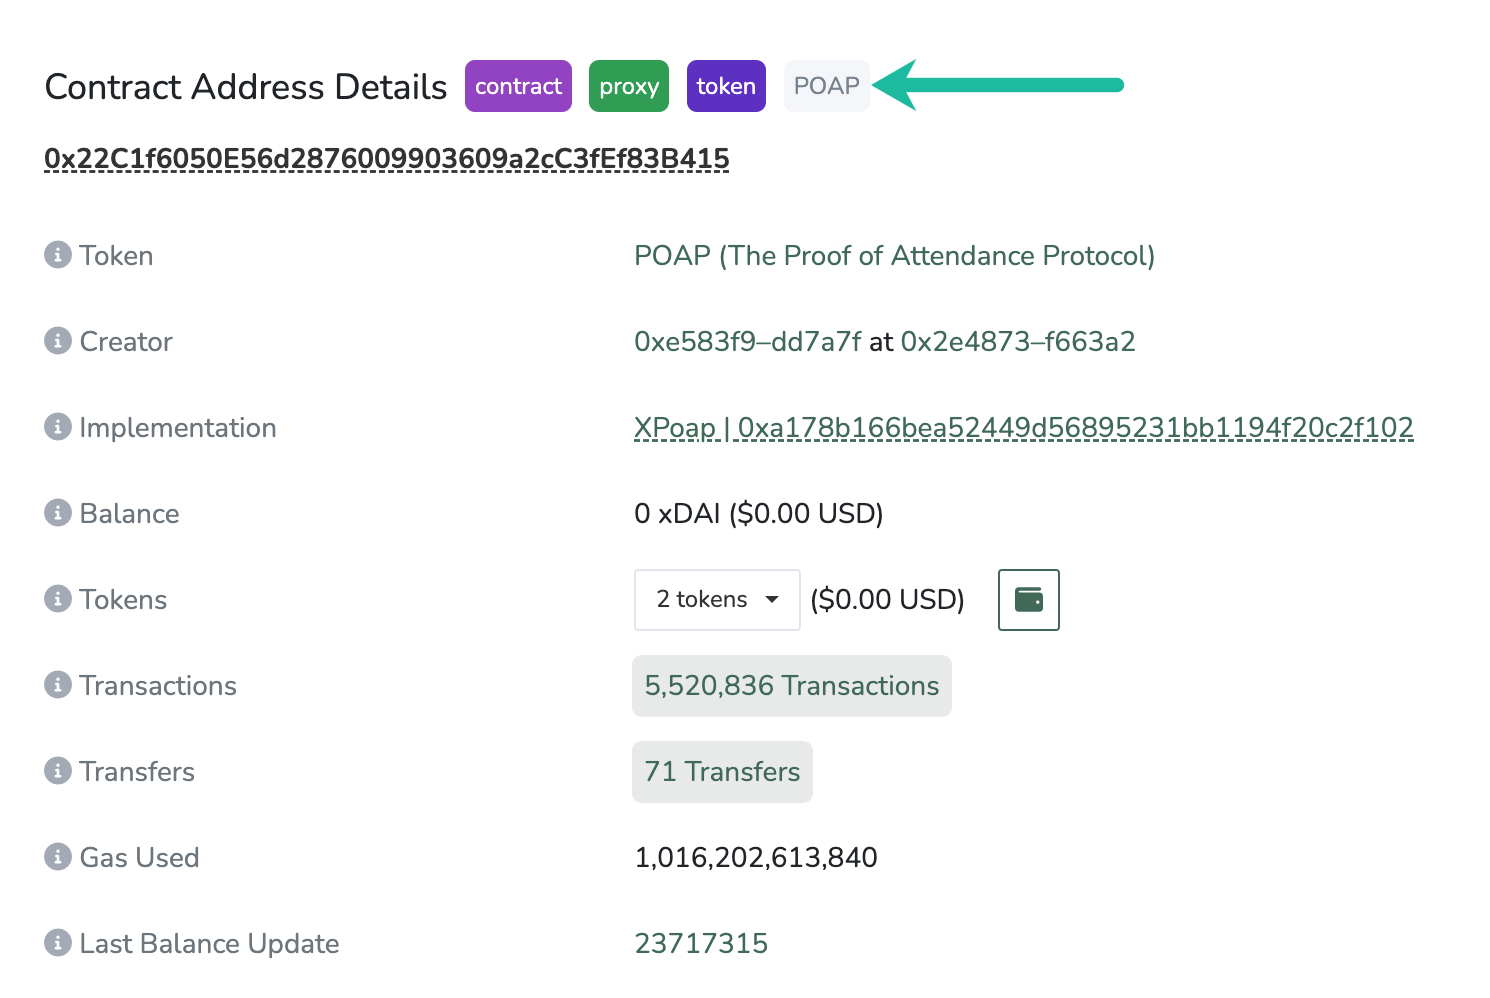 Contract Address Details contract proxy token POAP
0x22C1f6050E56d2876009903609a2cC3fEf83B415
Token POAP (The Proof of Attendance Protocol)
Creator 0xe583f9–dd7a7f at 0x2e4873–f663a2
Implementation XPoap | 0xa178b166bea52449d56895231bb1194f20c2f102
Balance 0 xDAI ($0.00 USD)
Tokens 2 tokens ($0.00 USD)
Transactions 5,520,836 Transactions
Transfers 71 Transfers
Gas Used 1,016,202,613,840
Last Balance Update 23717315